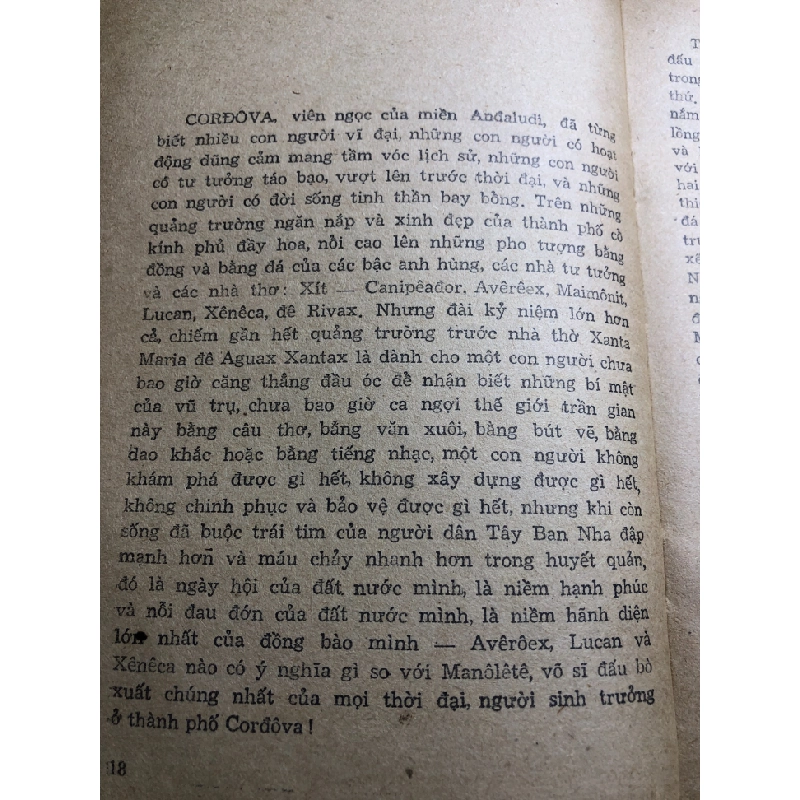 CORĐÔVA, viên ngọc của miền Anđaludi, đã từng
biết nhiều con người vĩ đại, những con người có hoạt
động dũng cảm mang tầm vóc lịch sử, những con người
có tư tưởng táo bạo, vượt lên trước thời đại, và những
con người có đời sống tinh thần bay bổng. Trên những
quảng trường ngăn nắp và xinh đẹp của thành phố cổ
kính phủ đầy hoa, nổi cao lên những pho tượng bằng
đồng và bằng đá của các bậc anh hùng, các nhà tư tưởng
và các nhà thơ: Xít — Canipêađor, Avêrêex, Maimônit,
Lucan, Xênêca, đê Rivax. Nhưng đài kỷ niệm lớn hơn
cả, chiếm gần hết quảng trường trước nhà thờ Xanta
Maria đê Aguax Xantax là dành cho một con người chưa
bao giờ căng thẳng đầu óc để nhận biết những bí mật
của vũ trụ, chưa bao giờ ca ngợi thế giới trần gian
này bằng câu thơ, bằng văn xuôi, bằng bút vẽ, bằng
dao khắc hoặc bằng tiếng nhạc, một con người không
khám phá được gì hết, không xây dựng được gì hết,
không chinh phục và bảo vệ được gì hết, nhưng khi còn
sống đã buộc trái tim của người dân Tây Ban Nha đập
mạnh hơn và máu chảy nhanh hơn trong huyết quản,
đó là ngày hội của đất nước mình, là niềm hạnh phúc
và nỗi đau đớn của đất nước mình, là niềm hãnh diện
lớn nhất của đồng bào mình — Avêrôex, Lucan và
Xênêca nào có ý nghĩa gì so với Manôlêtê, võ sĩ đấu bò
xuất chúng nhất của mọi thời đại, người sinh trưởng
ở thành phố Corđôva!
18
đấu
trong
thứ.
nắm
lòng
và
với
hai
đá